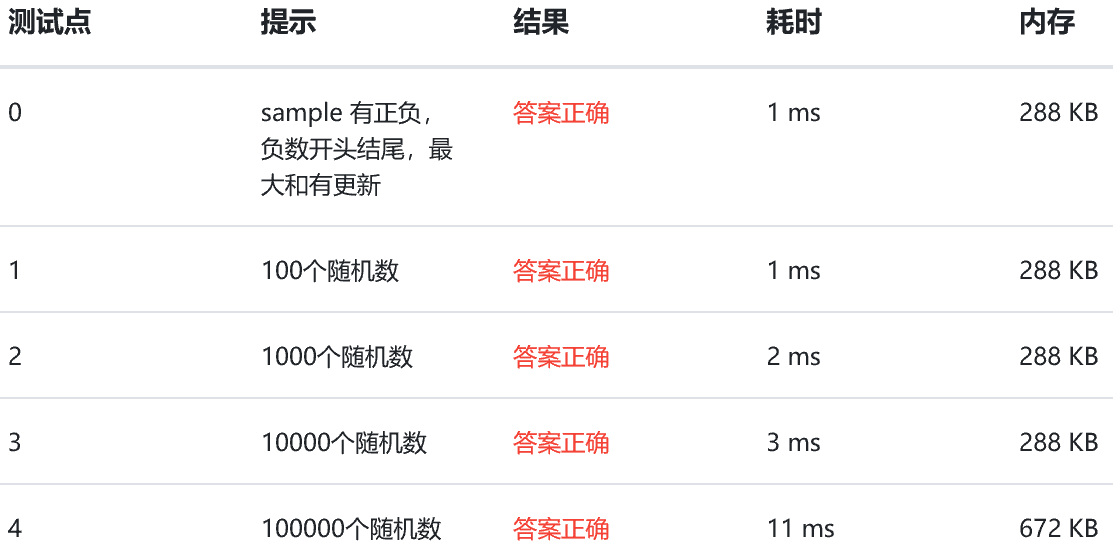 测试点 提示 结果 耗时 内存
0 sample 有正负， 答案正确 1 ms 288 KB
负数开头结尾，最
大和有更新
1 100个随机数 答案正确 1 ms 288 KB
2 1000个随机数 答案正确 2 ms 288 KB
3 10000个随机数 答案正确 3 ms 288 KB
4 100000个随机数 答案正确 11 ms 672 KB